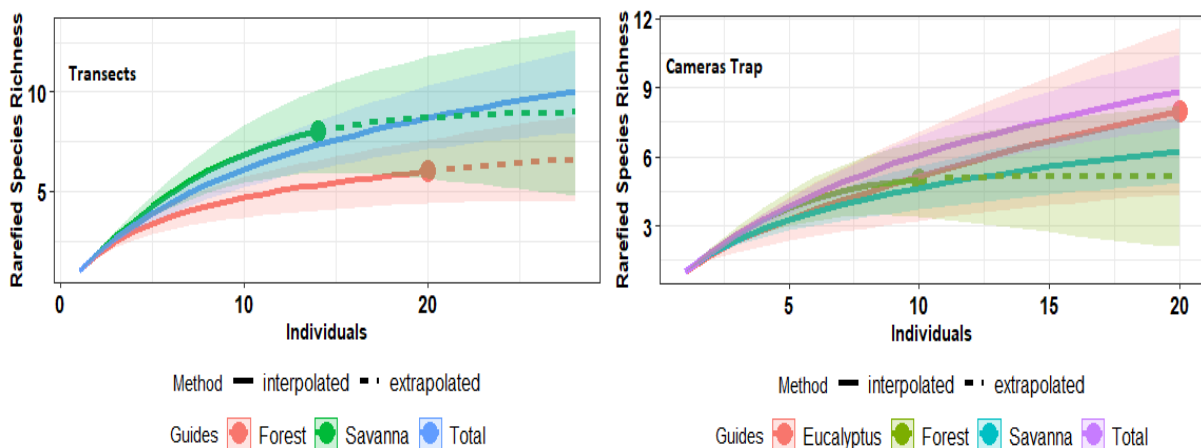 Rarefied Species Richness
Transects
10
5
0
10
20
Individuals
Method interpolated extrapolated
Guides Forest Savanna Total
Rarefied Species Richness
Cameras Trap
12
9
6
3
5
10
15
20
Individuals
Method interpolated extrapolated
Guides Eucalyptus Forest Savanna Total